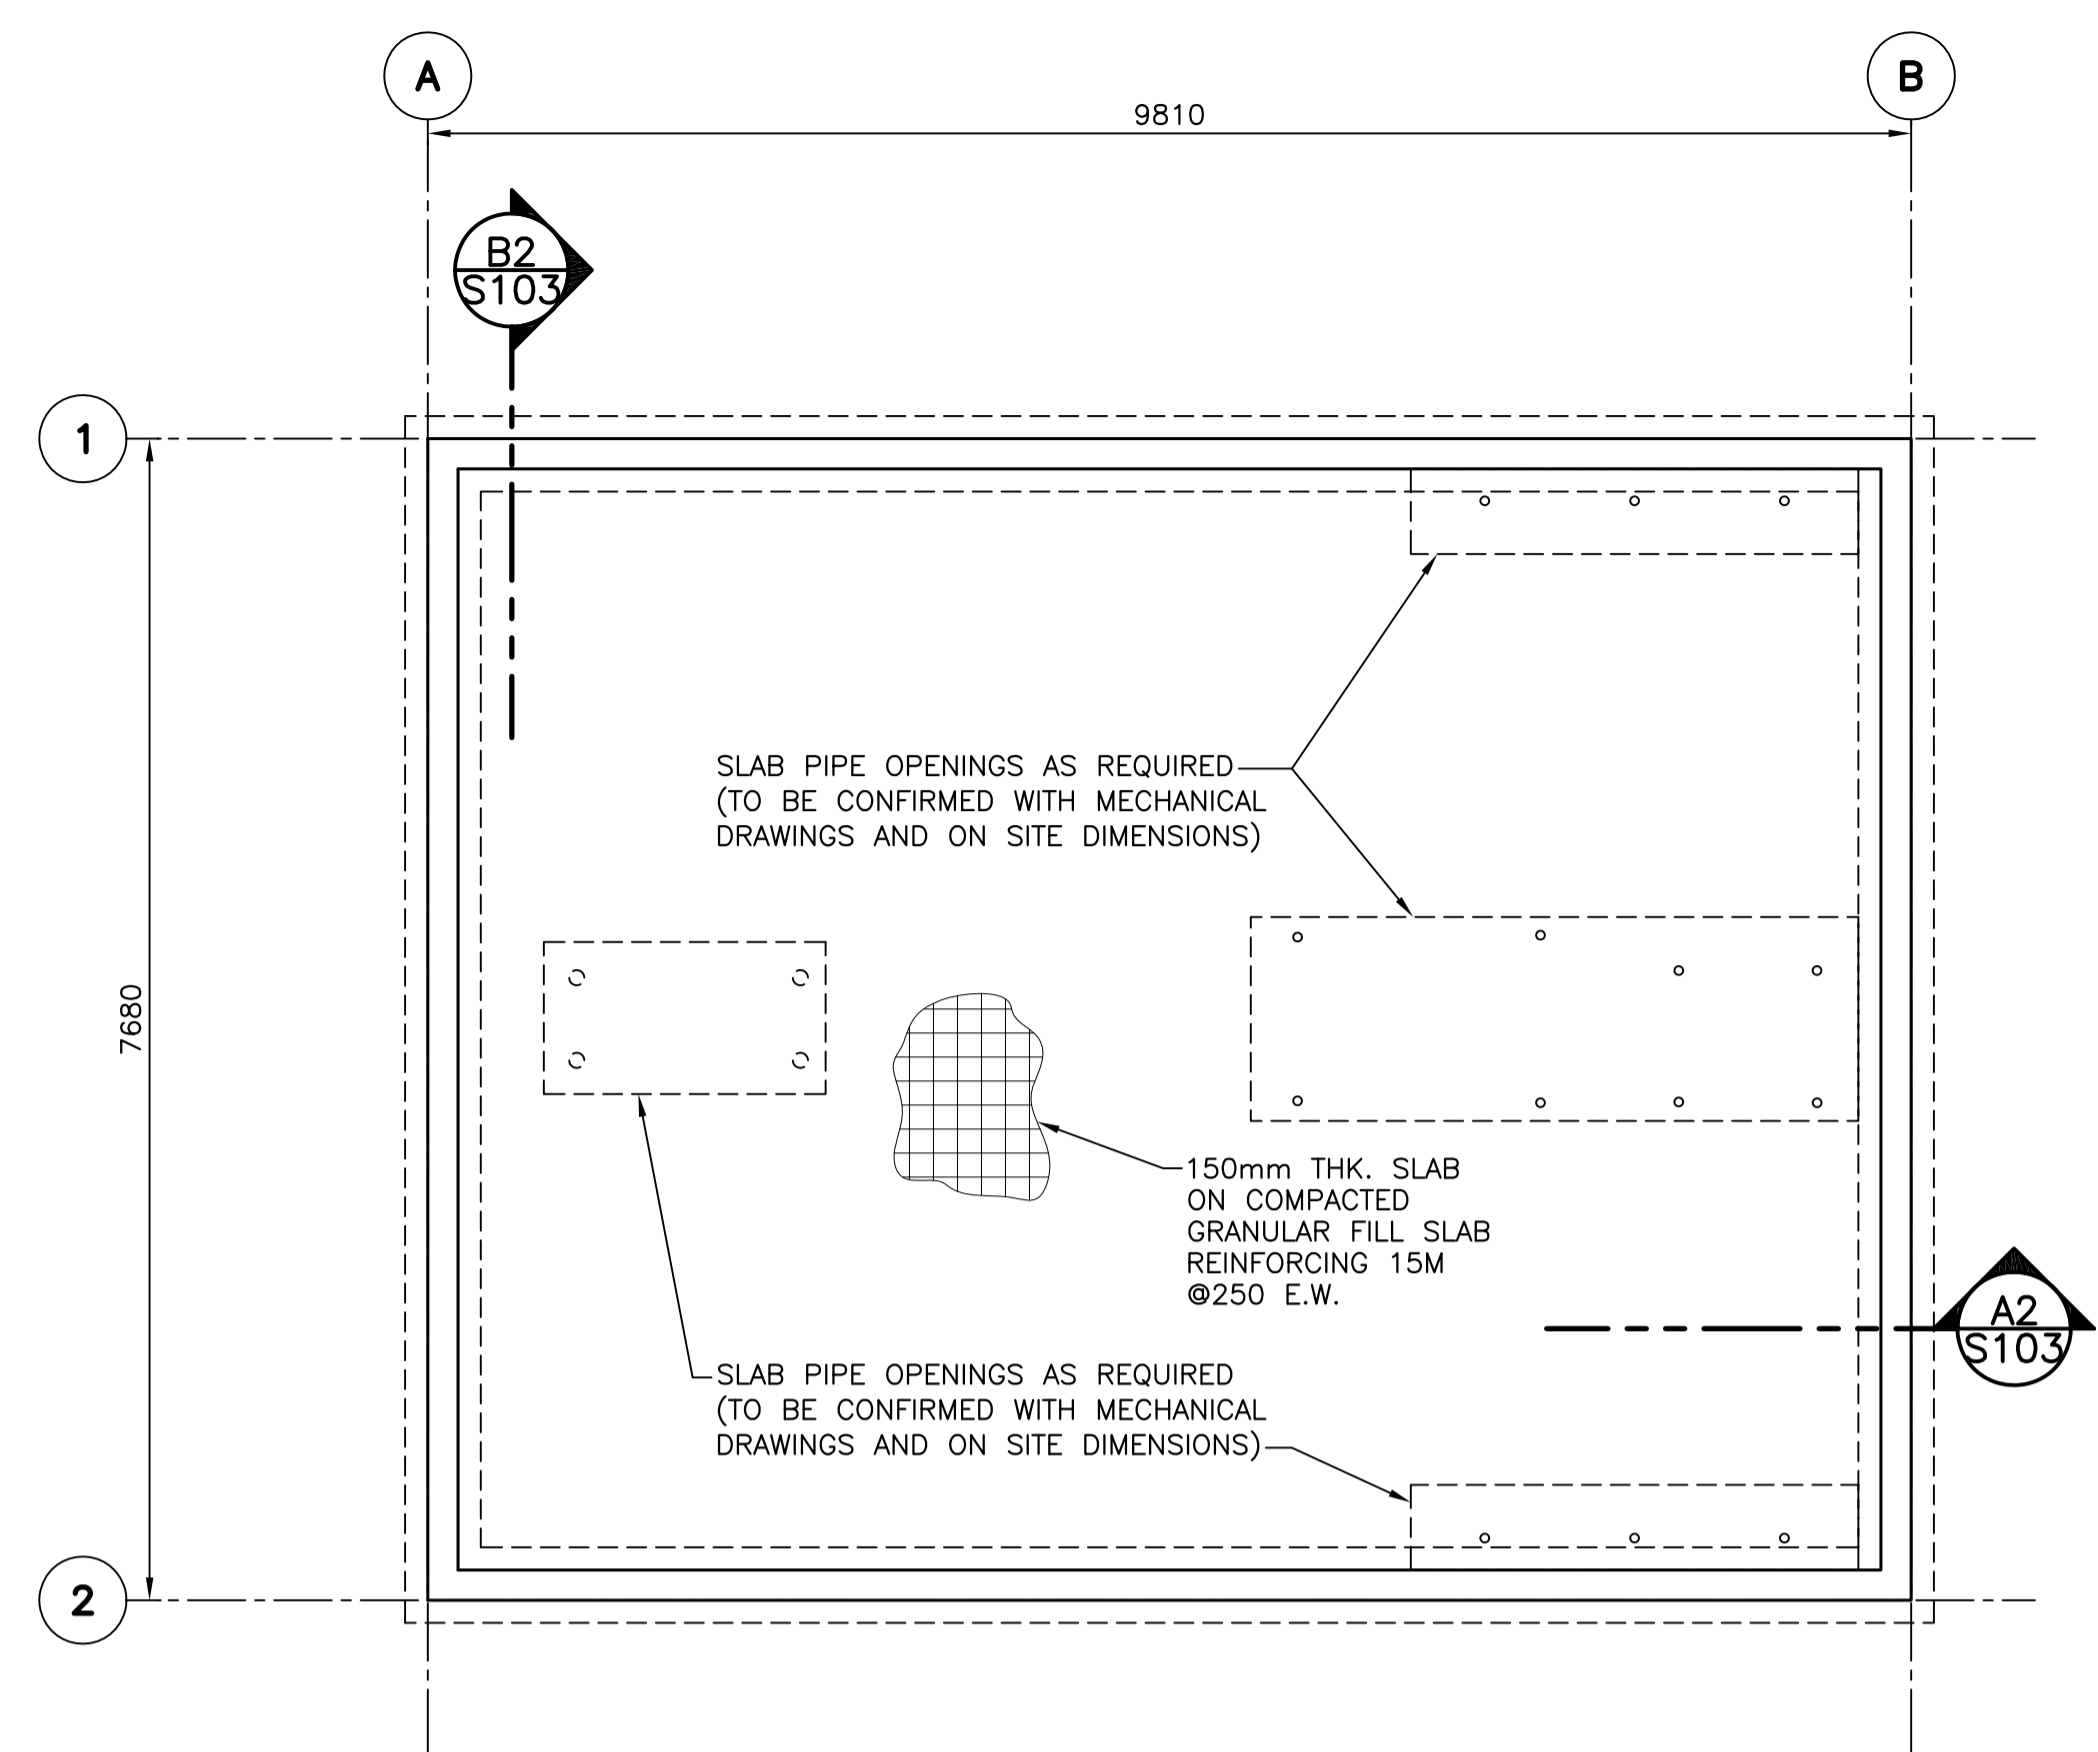 A
B
9810
B2
S103
1
SLAB PIPE OPENINGS AS REQUIRED
(TO BE CONFIRMED WITH MECHANICAL
DRAWINGS AND ON SITE DIMENSIONS)
7680
150mm THK. SLAB
ON COMPACTED
GRANULAR FILL SLAB
REINFORCING 15M
@250 E.W.
A2
S103
SLAB PIPE OPENINGS AS REQUIRED
(TO BE CONFIRMED WITH MECHANICAL
DRAWINGS AND ON SITE DIMENSIONS)
2